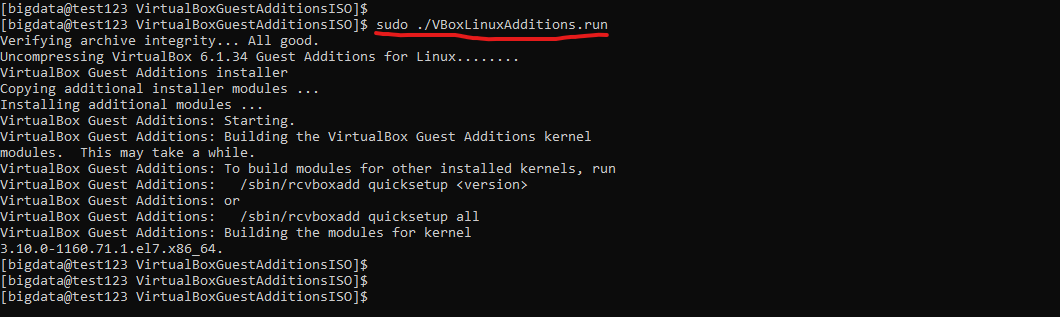 [bigdata@test123 VirtualBoxGuestAdditionsISO]$
[bigdata@test123 VirtualBoxGuestAdditionsISO]$ sudo ./VBoxLinuxAdditions.run
Verifying archive integrity... All good.
Uncompressing VirtualBox 6.1.34 Guest Additions for Linux........
VirtualBox Guest Additions installer
Copying additional installer modules ...
Installing additional modules ...
VirtualBox Guest Additions: Starting.
VirtualBox Guest Additions: Building the VirtualBox Guest Additions kernel
modules.  This may take a while.
VirtualBox Guest Additions: To build modules for other installed kernels, run
VirtualBox Guest Additions:   /sbin/rcvboxadd quicksetup <version>
VirtualBox Guest Additions: or
VirtualBox Guest Additions:   /sbin/rcvboxadd quicksetup all
VirtualBox Guest Additions: Building the modules for kernel
3.10.0-1160.71.1.el7.x86_64.
[bigdata@test123 VirtualBoxGuestAdditionsISO]$
[bigdata@test123 VirtualBoxGuestAdditionsISO]$
[bigdata@test123 VirtualBoxGuestAdditionsISO]$